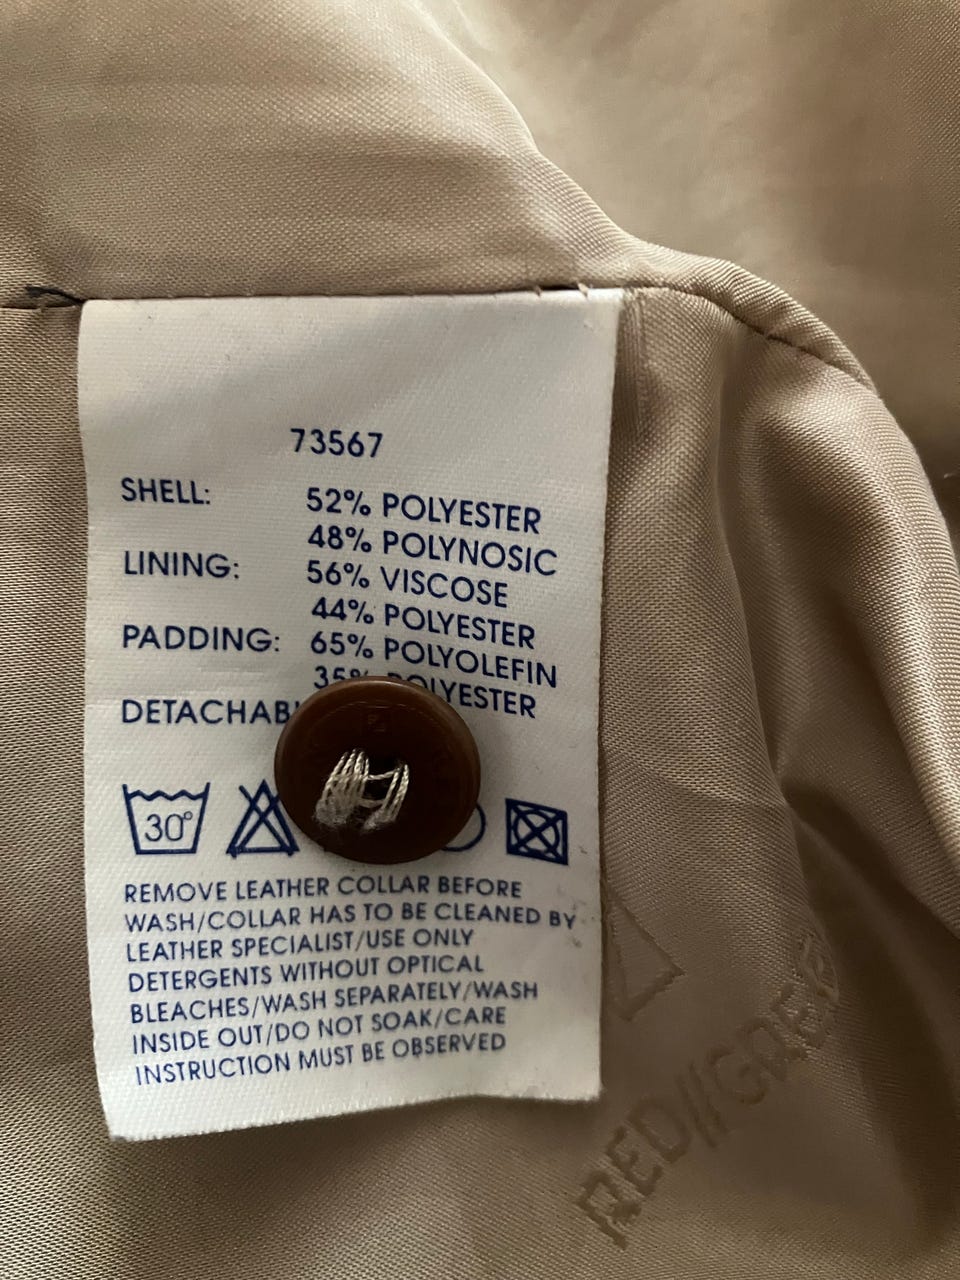 73567
SHELL: 52% POLYESTER
48% POLYNOSIC
LINING: 56% VISCOSE
44% POLYESTER
PADDING: 65% POLYOLEFIN
35%
30°
REMOVE LEATHER COLLAR BEFORE
WASH/COLLAR HAS TO BE CLEANED BY
LEATHER SPECIALIST/USE ONLY
DETERGENTS WITHOUT OPTICAL
BLEACHES/WASH SEPARATELY/WASH
INSIDE OUT/DO NOT SOAK/CARE
INSTRUCTION MUST BE OBSERVED